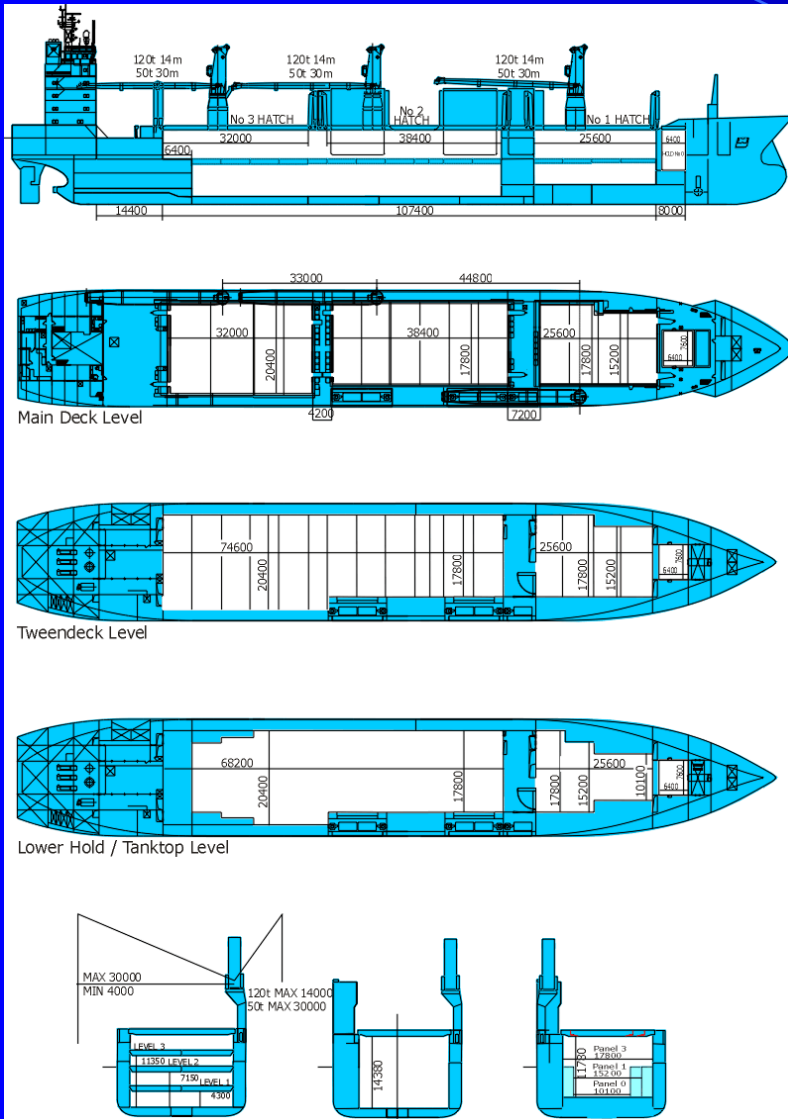 120t 14m
50t 30m
120t 14m
50t 30m
120t 14m
50t 30m
No 3 HATCH
No 2
HATCH
No 1 HATCH
32000
38400
25600
6400
6400
HOLD No 0
14400
107400
8000
33000
44800
32000
38400
25600
20400
17800
17800
15200
7600
6400
4200
7200
Main Deck Level
74600
25600
20400
17800
17800
15200
7600
6400
Tweendeck Level
68200
25600
20400
17800
17800
15200
10100
7600
6400
Lower Hold / Tanktop Level
MAX 30000
MIN 4000
120t MAX 14000
50t MAX 30000
LEVEL 3
11350 LEVEL 2
7150 LEVEL 1
4300
14380
11730
Panel 3
17800
Panel 1
15200
Panel 0
10100